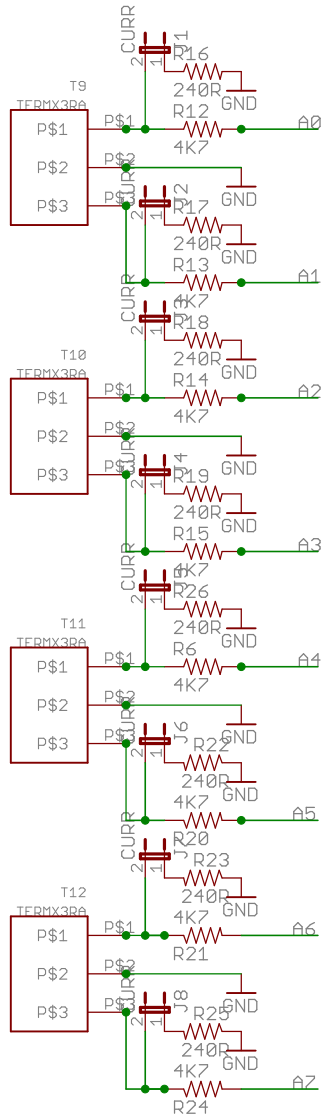 CURR
J1
2 1
R16
240R
GND
T9
TERMX3RA
R12
P$1 P$1 A0
4K7
P$2 P$2
GND
P$3 P$3
CURR
J2
2 1
R17
240R
GND
R13
A1
4K7
CURR
J3
2 1
R18
240R
GND
T10
TERMX3RA
R14
P$1 P$1 A2
4K7
P$2 P$2
GND
P$3 P$3
CURR
J4
2 1
R19
240R
GND
R15
A3
4K7
CURR
J5
2 1
R26
240R
GND
T11
TERMX3RA
R6
P$1 P$1 A4
4K7
P$2 P$2
GND
P$3 P$3
CURR
J6
2 1
R22
240R
GND
4K7
A5
R20
CURR
2 1
R23
240R
GND
T12
TERMX3RA
4K7
P$1 P$1 A6
R21
P$2 P$2
GND
P$3 P$3
CURR
J8
2 1
R25
240R
GND
4K7
A7
R24